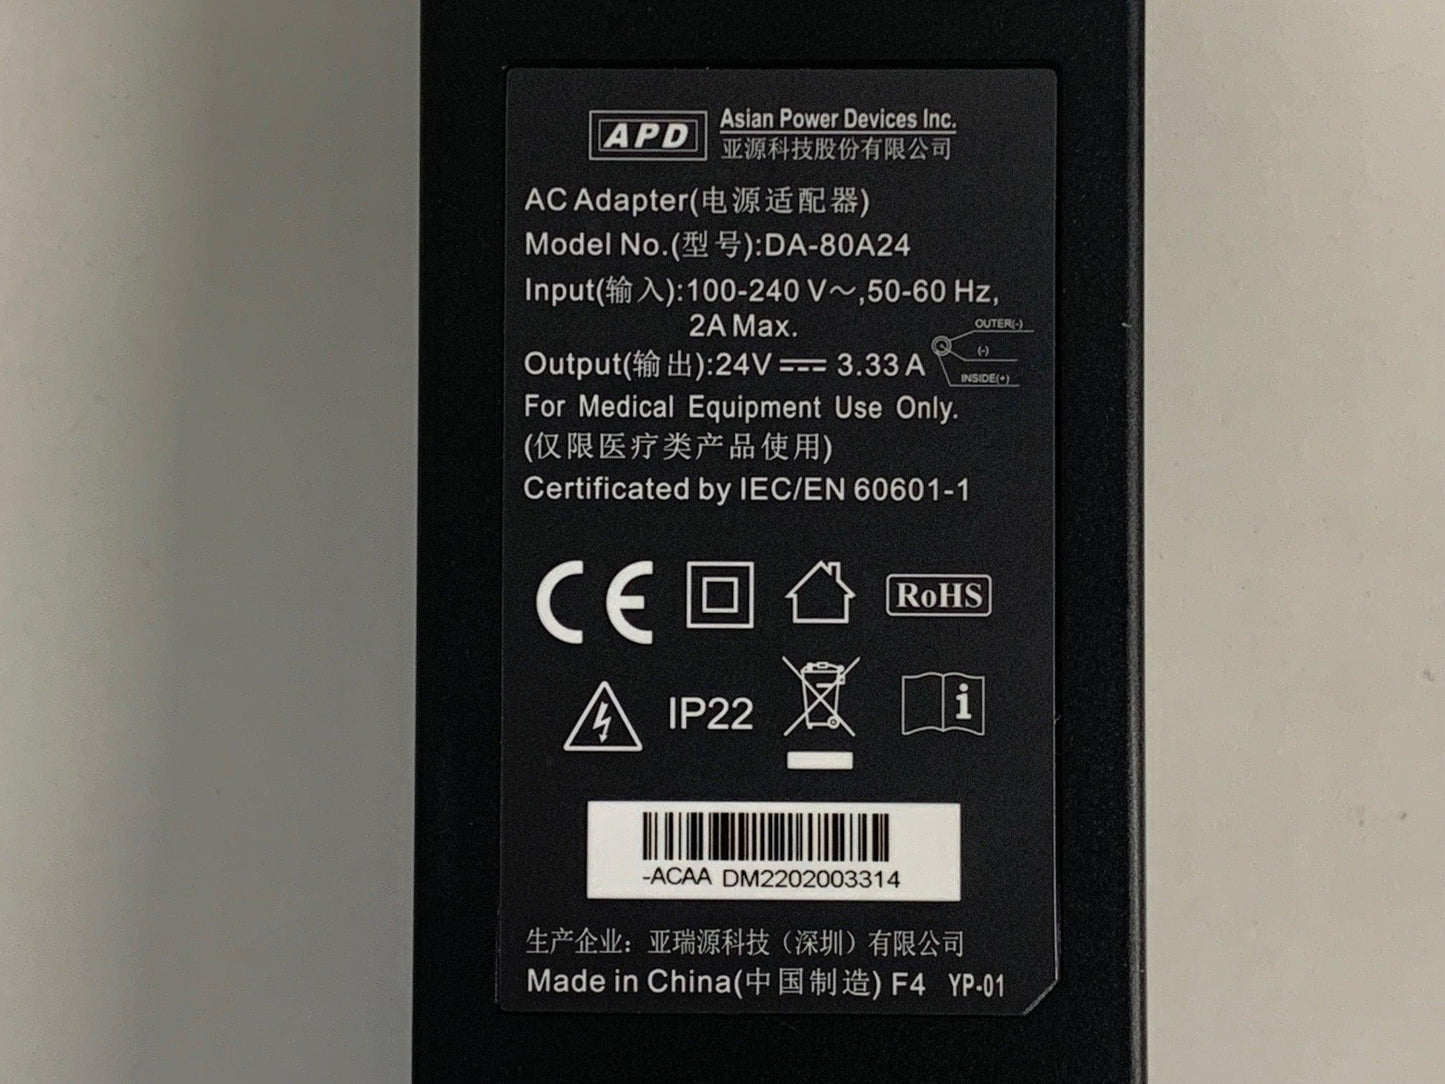 APD
Asian Power Devices Inc.
亚源科技股份有限公司
AC Adapter(电源适配器)
Model No.(型号):DA-80A24
Input(输入):100-240 V～,50-60 Hz,
2A Max.
OUTER(-)
(-)
INSIDE(+)
Output(输出):24V ⎓ 3.33 A
For Medical Equipment Use Only.
(仅限医疗类产品使用)
Certificated by IEC/EN 60601-1
CE
RoHS
IP22
i
-ACAA DM2202003314
生产企业：亚瑞源科技（深圳）有限公司
Made in China(中国制造) F4 YP-01